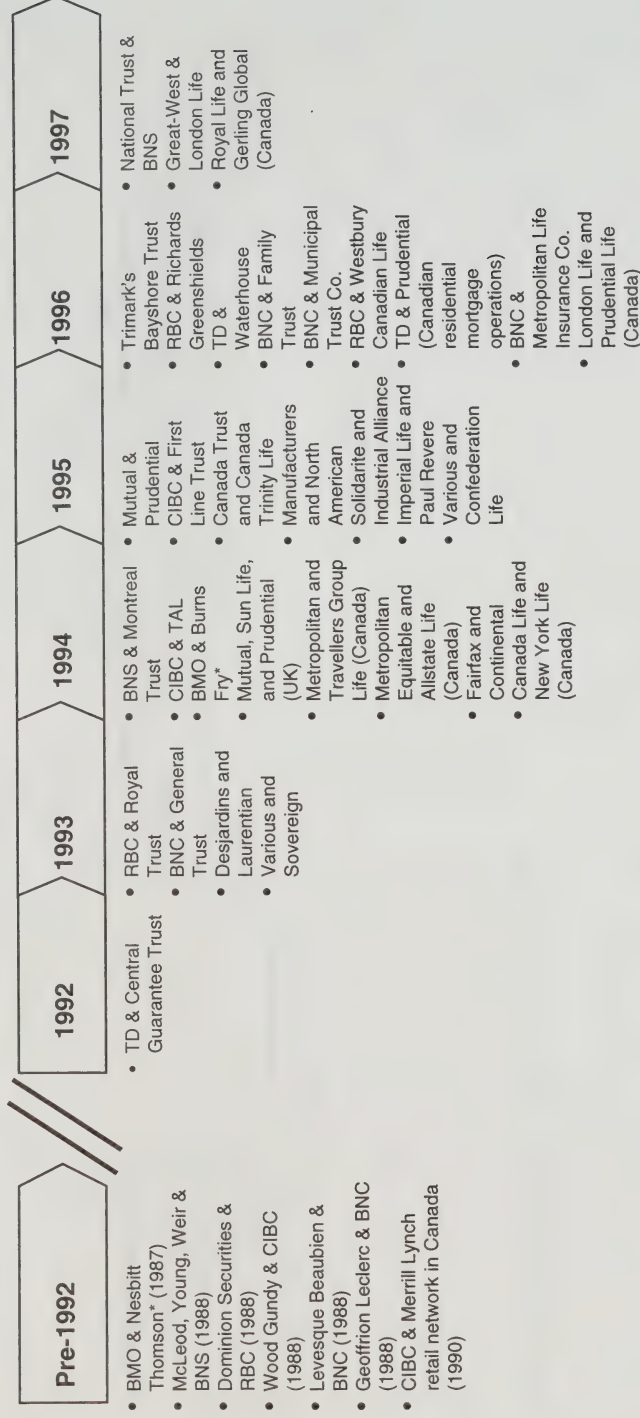 Pre-1992
• BMO & Nesbitt
Thomson* (1987)
• McLeod, Young, Weir &
BNS (1988)
• Dominion Securities &
RBC (1988)
• Wood Gundy & CIBC
(1988)
• Levesque Beaubien &
BNC (1988)
• Geoffrion Leclerc & BNC
(1988)
• CIBC & Merrill Lynch
retail network in Canada
(1990)
1992
• TD & Central
Guarantee Trust
1993
• RBC & Royal
Trust
• BNC & General
Trust
• Desjardins and
Laurentian
• Various and
Sovereign
1994
• BNS & Montreal
Trust
• CIBC & TAL
• BMO & Burns
Fry*
• Mutual, Sun Life,
and Prudential
(UK)
• Metropolitan and
Travellers Group
Life (Canada)
• Metropolitan
Equitable and
Allstate Life
(Canada)
• Fairfax and
Continental
• Canada Life and
New York Life
(Canada)
1995
• Mutual &
Prudential
• CIBC & First
Line Trust
• Canada Trust
and Canada
Trinity Life
• Manufacturers
and North
American
• Solidarite and
Industrial Alliance
• Imperial Life and
Paul Revere
• Various and
Confederation
Life
1996
• Trimark's
Bayshore Trust
• RBC & Richards
Greenshields
• TD &
Waterhouse
• BNC & Family
Trust
• BNC & Municipal
Trust Co.
• RBC & Westbury
Canadian Life
• TD & Prudential
(Canadian
residential
mortgage
operations)
• BNC &
Metropolitan Life
Insurance Co.
• London Life and
Prudential Life
(Canada)
1997
• National Trust &
BNS
• Great-West &
London Life
• Royal Life and
Gerling Global
(Canada)